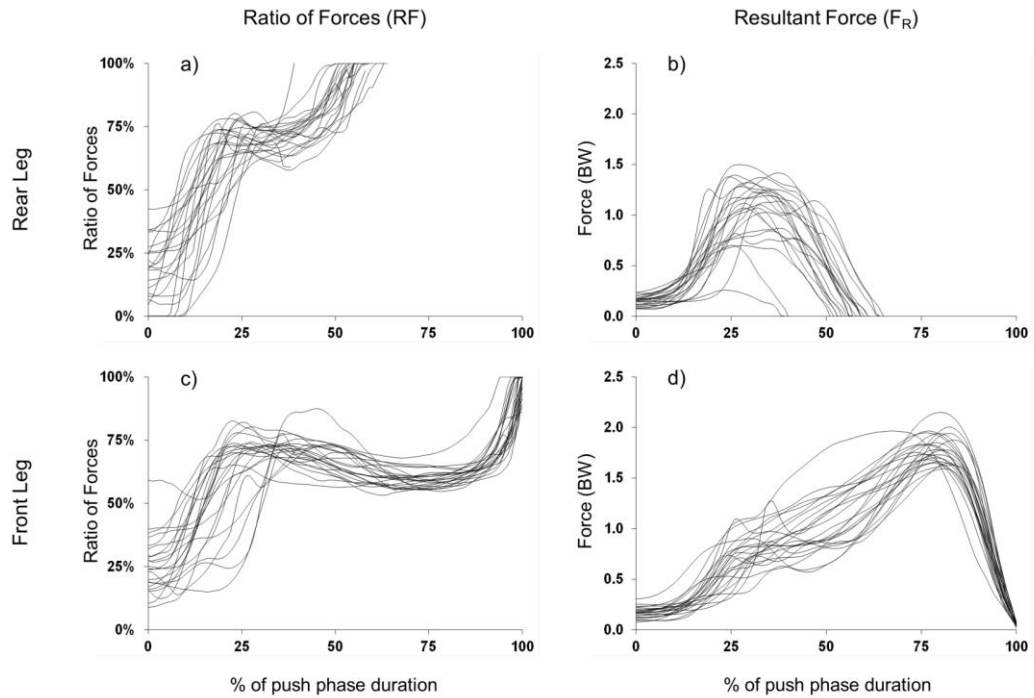 Ratio of Forces (RF)
Resultant Force (FR)
Rear Leg
a)
Ratio of Forces
100%
75%
50%
25%
0%
0 25 50 75 100
b)
Force (BW)
2.5
2.0
1.5
1.0
0.5
0.0
0 25 50 75 100
Front Leg
c)
Ratio of Forces
100%
75%
50%
25%
0%
0 25 50 75 100
% of push phase duration
d)
Force (BW)
2.5
2.0
1.5
1.0
0.5
0.0
0 25 50 75 100
% of push phase duration